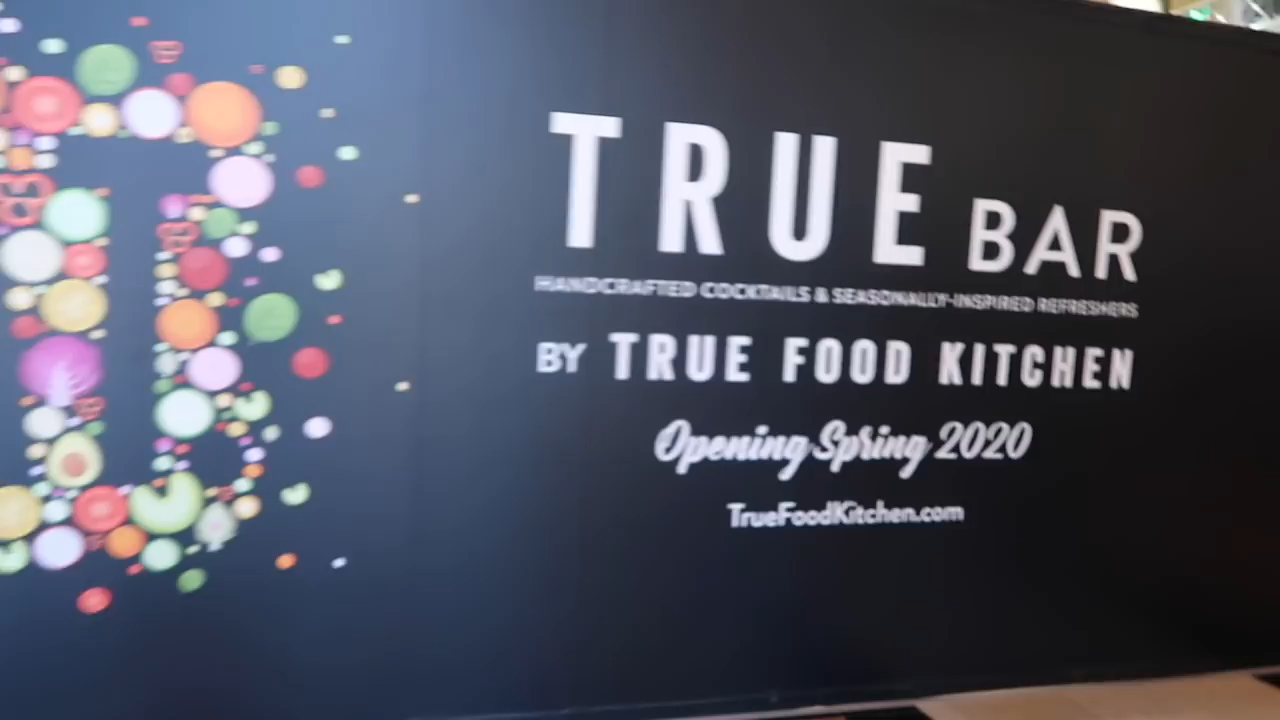 TRUE BAR
HANDCRAFTED COCKTAILS & SEASONALLY-INSPIRED REFRESHERS
BY TRUE FOOD KITCHEN
Opening Spring 2020
TrueFoodKitchen.com